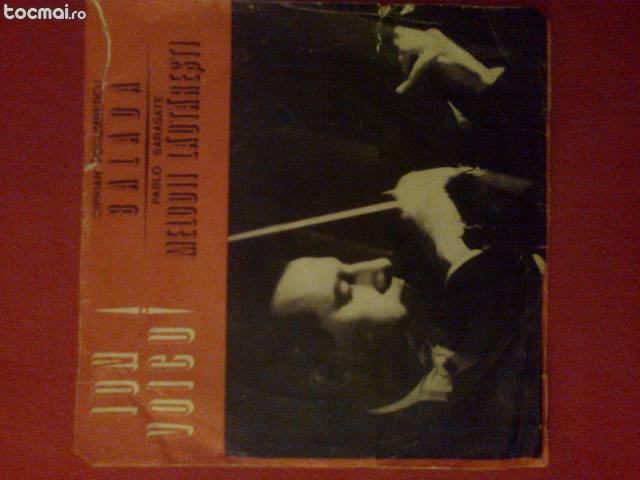 tocmai.ro
ION
VOICU
CIPRIAN PORUMBESCU
BALADA
PABLO SARASATE
MELODII LĂUTĂREȘTI